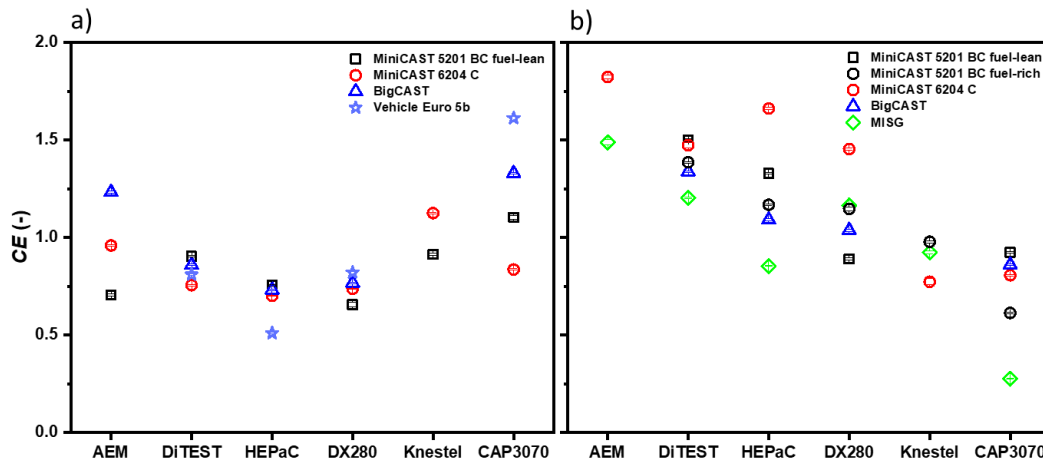 a)
b)
2.0
1.5
1.0
0.5
0.0
CE (-)
MiniCAST 5201 BC fuel-lean
MiniCAST 6204 C
BigCAST
Vehicle Euro 5b
MiniCAST 5201 BC fuel-lean
MiniCAST 5201 BC fuel-rich
MiniCAST 6204 C
BigCAST
MISG
AEM DiTEST HEPaC DX280 Knestel CAP3070
AEM DiTEST HEPaC DX280 Knestel CAP3070